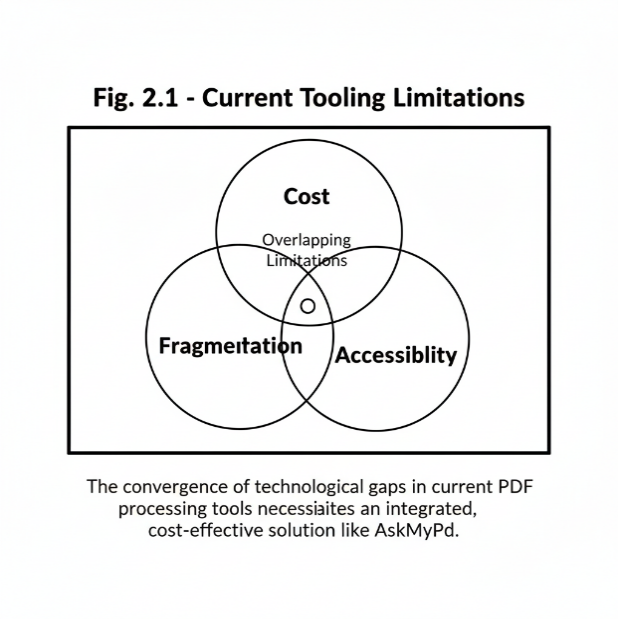 Fig. 2.1 - Current Tooling Limitations
Cost
Overlapping
Limitations
Fragmeıtation
Accessiblity
The convergence of technological gaps in current PDF
processing tools necessiaites an integrated,
cost-effective solution like AskMyPd.